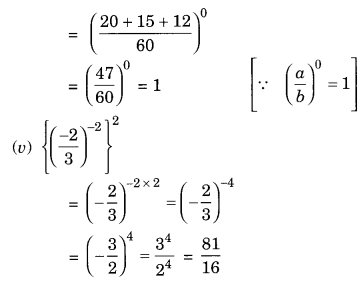 = ((20 + 15 + 12)/60)^0
= (47/60)^0 = 1 [∵ (a/b)^0 = 1]
(v) {(-2/3)^-2}^2
= (-2/3)^(-2 × 2) = (-2/3)^-4
= (-3/2)^4 = 3^4/2^4 = 81/16